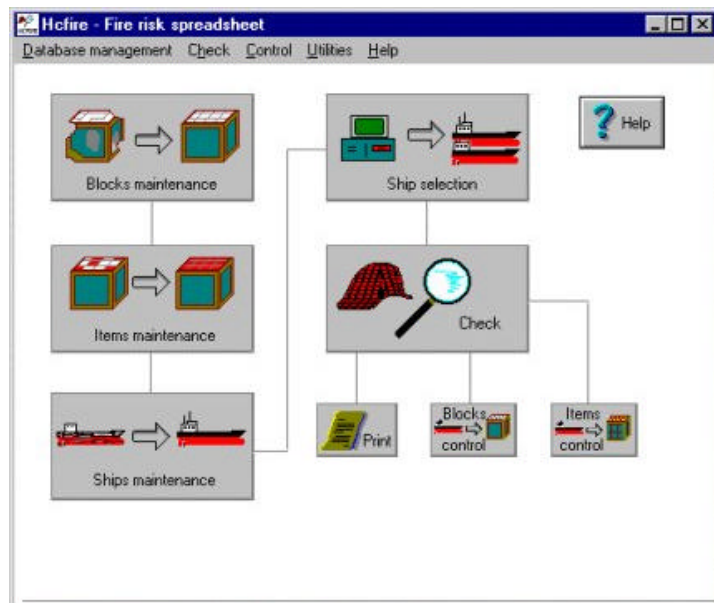 HCFIRE
Hcfire - Fire risk spreadsheet
Database management Check Control Utilities Help
Blocks maintenance
Items maintenance
Ships maintenance
Ship selection
Check
Print
Blocks
control
Items
control
? Help